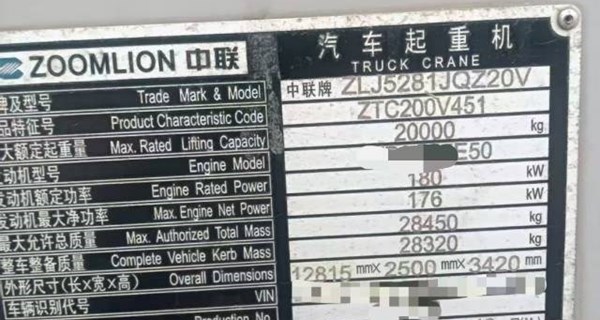 ZOOMLION 中联 汽车起重机
TRUCK CRANE
牌及型号 Trade Mark & Model 中联牌 ZLJ5281JQZ20V
品特征号 Product Characteristic Code ZTC200V451
大额定起重量 Max. Rated Lifting Capacity 20000 kg
发动机型号 Engine Model E50
发动机额定功率 Engine Rated Power 180 kW
发动机最大净功率 Max. Engine Net Power 176 kW
最大允许总质量 Max. Authorized Total Mass 28450 kg
整车整备质量 Complete Vehicle Kerb Mass 28320 kg
外形尺寸(长×宽×高) Overall Dimensions 12815 mm× 2500 mm× 3420 mm
车辆识别代号 VIN
Production No.